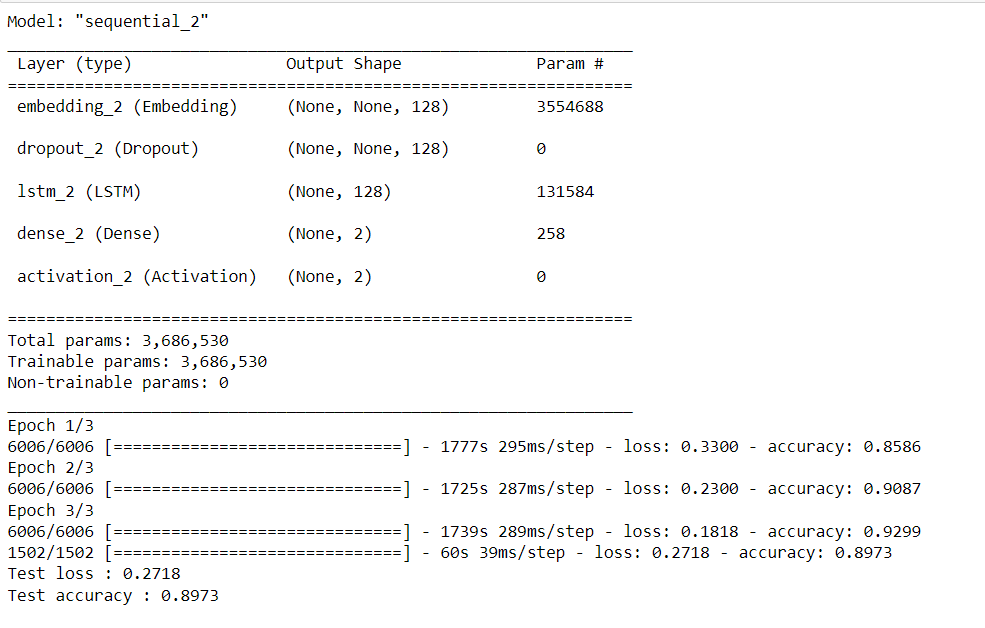 Model: "sequential_2"
_________________________________________________________________
Layer (type) Output Shape Param #
=================================================================
embedding_2 (Embedding) (None, None, 128) 3554688
dropout_2 (Dropout) (None, None, 128) 0
lstm_2 (LSTM) (None, 128) 131584
dense_2 (Dense) (None, 2) 258
activation_2 (Activation) (None, 2) 0
=================================================================
Total params: 3,686,530
Trainable params: 3,686,530
Non-trainable params: 0
_________________________________________________________________
Epoch 1/3
6006/6006 [==============================] - 1777s 295ms/step - loss: 0.3300 - accuracy: 0.8586
Epoch 2/3
6006/6006 [==============================] - 1725s 287ms/step - loss: 0.2300 - accuracy: 0.9087
Epoch 3/3
6006/6006 [==============================] - 1739s 289ms/step - loss: 0.1818 - accuracy: 0.9299
1502/1502 [==============================] - 60s 39ms/step - loss: 0.2718 - accuracy: 0.8973
Test loss : 0.2718
Test accuracy : 0.8973